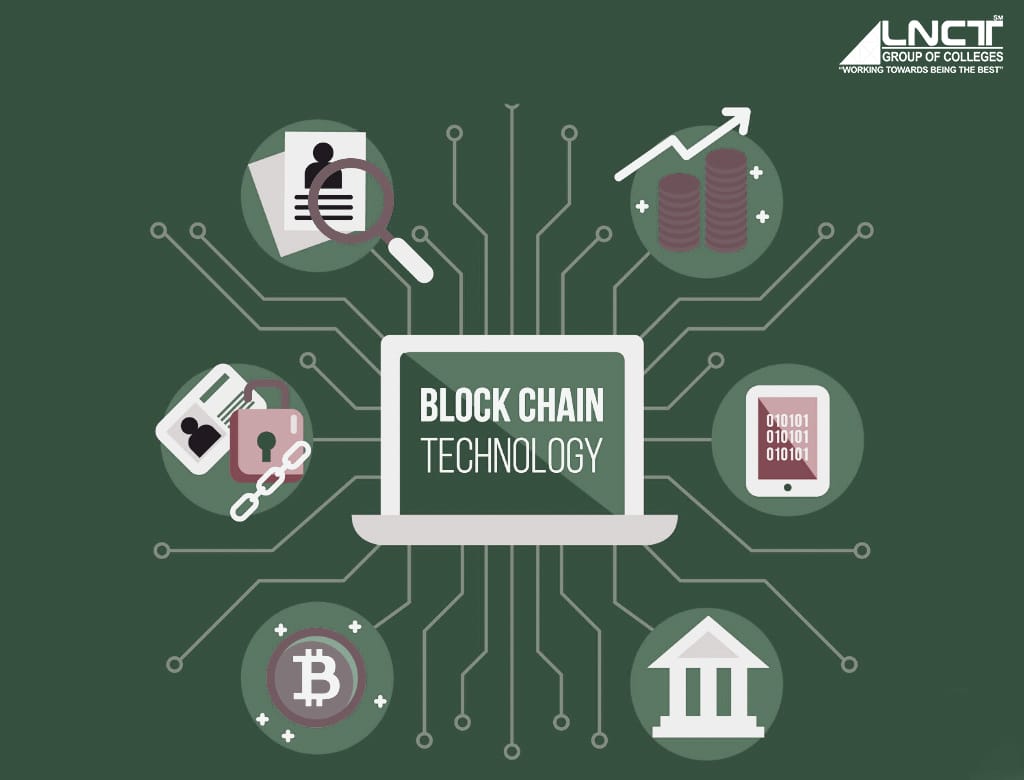 LNCT SM
GROUP OF COLLEGES
"WORKING TOWARDS BEING THE BEST"
BLOCK CHAIN
TECHNOLOGY
010101
010101
010101